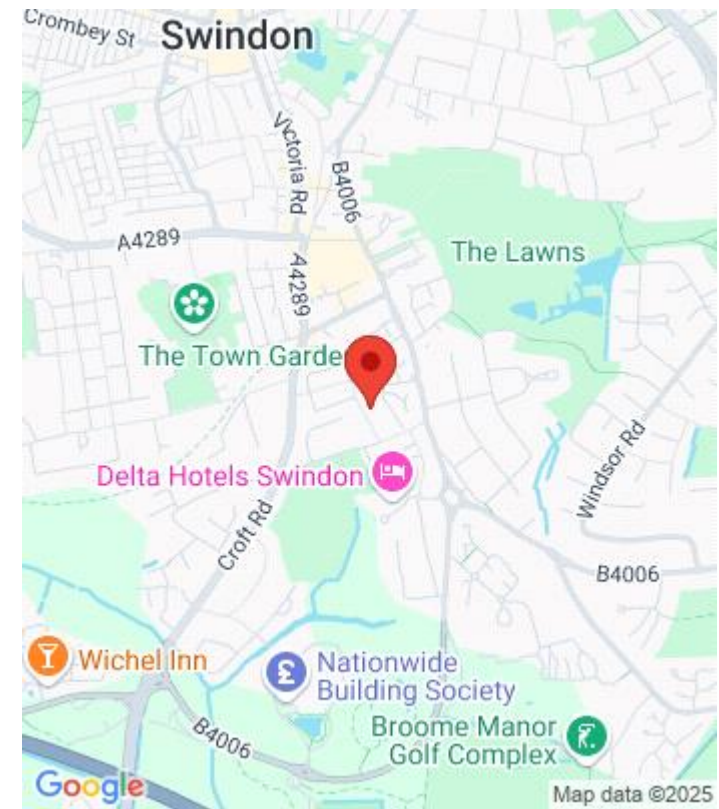 Crombey St
Swindon
Victoria Rd
B4006
A4289
A4289
The Lawns
The Town Garde
Delta Hotels Swindon
Windsor Rd
Croft Rd
B4006
Wichel Inn
Nationwide
Building Society
B4006
Broome Manor
Golf Complex
Google
Map data ©2025